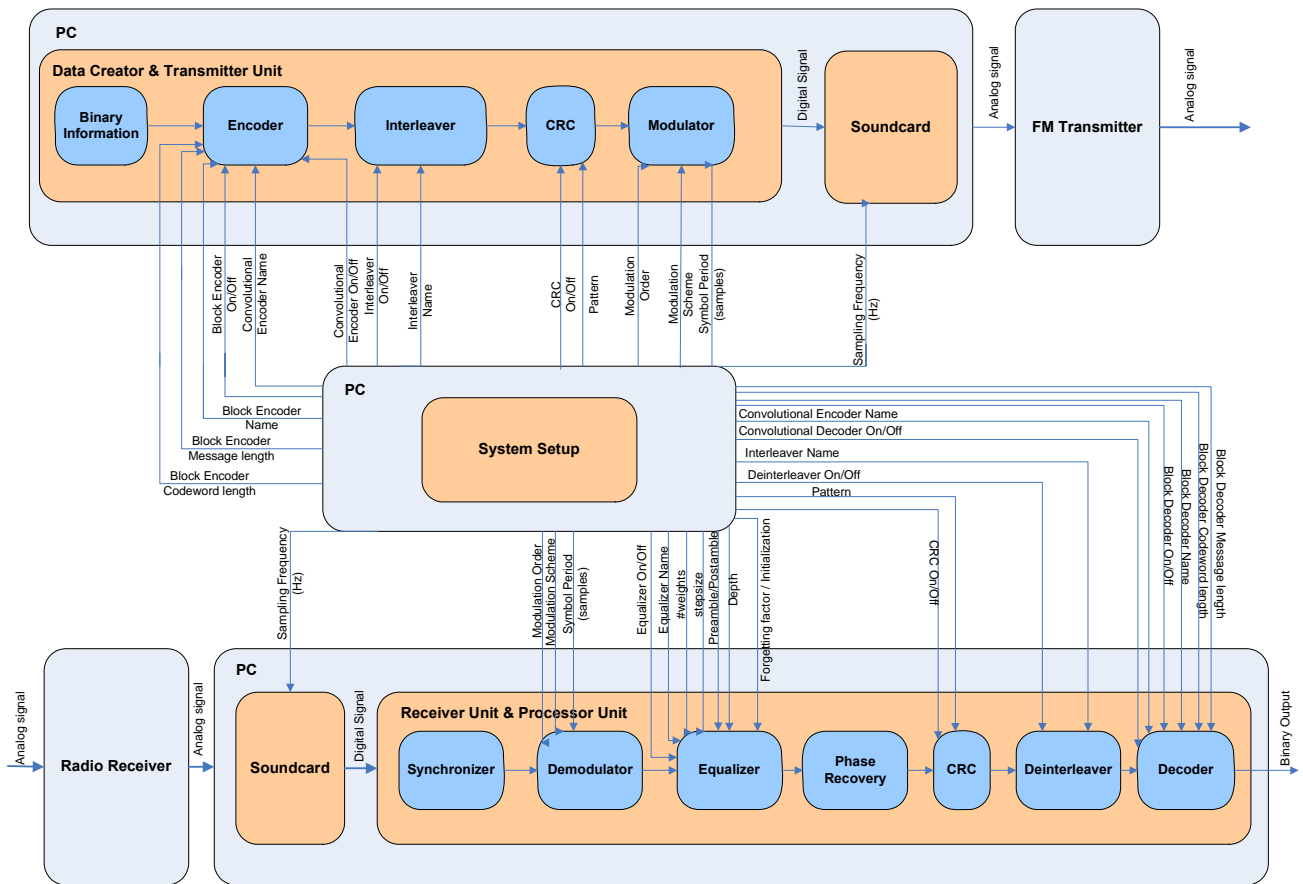 PC
Data Creator & Transmitter Unit
Binary
Information
Encoder
Interleaver
CRC
Modulator
Digital Signal
Soundcard
Analog signal
FM Transmitter
Analog signal
Block Encoder
On/Off
Convolutional
Encoder Name
Convolutional
Encoder On/Off
Interleaver
On/Off
Interleaver
Name
CRC
On/Off
Pattern
Modulation
Order
Modulation
Scheme
Symbol Period
(samples)
Sampling Frequency
(Hz)
PC
System Setup
Block Encoder
Name
Block Encoder
Message length
Block Encoder
Codeword length
Convolutional Encoder Name
Convolutional Decoder On/Off
Interleaver Name
Deinterleaver On/Off
Pattern
CRC On/Off
Block Decoder On/Off
Block Decoder Name
Block Decoder Codeword length
Block Decoder Message length
Sampling Frequency
(Hz)
Modulation Order
Modulation Scheme
Symbol Period
(samples)
Equalizer On/Off
Equalizer Name
#weights
stepsize
Preamble/Postamble
Depth
Forgetting factor / Initialization
Analog signal
Radio Receiver
Analog signal
PC
Soundcard
Digital Signal
Receiver Unit & Processor Unit
Synchronizer
Demodulator
Equalizer
Phase
Recovery
CRC
Deinterleaver
Decoder
Binary Output